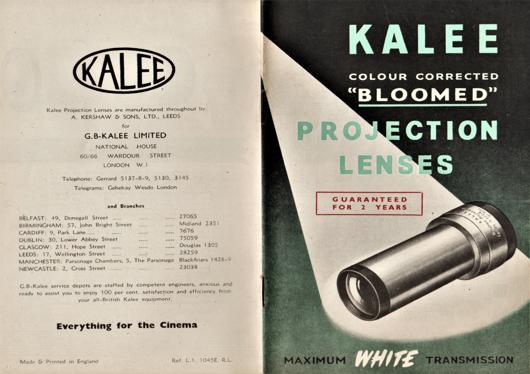 KALEE
Kalee Projection Lenses are manufactured throughout by
A. KERSHAW & SONS, LTD., LEEDS
for
G.B-KALEE LIMITED
NATIONAL HOUSE
60/66 WARDOUR STREET
LONDON W.1
Telephone: Gerrard 5137-8-9, 5130, 3145
Telegrams: Gebekay Wesdo London
and Branches
BELFAST: 49, Donegall Street ..... ..... 27065
BIRMINGHAM: 57, John Bright Street ..... Midland 2351
CARDIFF: 9, Park Lane..... ..... ..... 7676
DUBLIN: 30, Lower Abbey Street ..... 75059
GLASGOW: 211, Hope Street ..... Douglas 1305
LEEDS: 17, Wellington Street ..... ..... 28259
MANCHESTER: Parsonage Chambers, 5, The Parsonage Blackfriars 1428-9
NEWCASTLE: 2, Cross Street ..... ..... 23038
G.B-Kalee service depots are staffed by competent engineers, anxious and
ready to assist you to enjoy 100 per cent. satisfaction and efficiency from
your all-British Kalee equipment.
Everything for the Cinema
Made & Printed in England Ref. L.1. 1045E. R.L.
KALEE
COLOUR CORRECTED
"BLOOMED"
PROJECTION
LENSES
GUARANTEED
FOR 2 YEARS
MAXIMUM WHITE TRANSMISSION